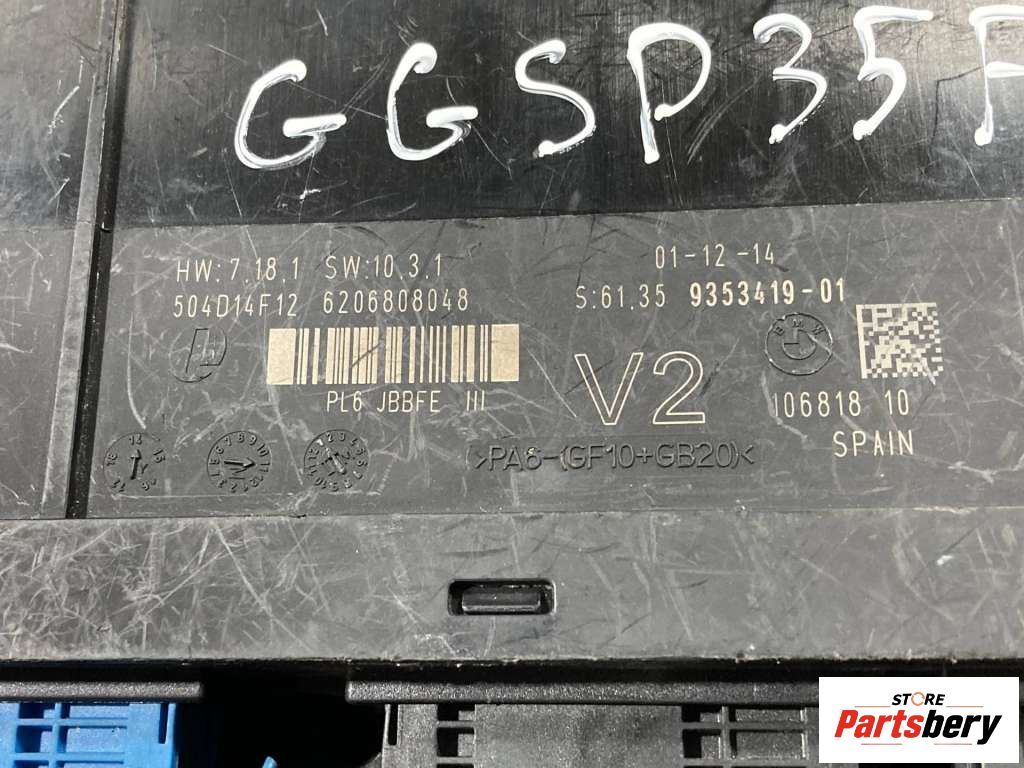 GGSP35F
HW: 7.18.1 SW: 10.3.1
504D14F12 6206808048
01-12-14
S:61.35 9353419-01
BMW
PL6 JBBFE III
V2
106818 10
SPAIN
>PA6-(GF10+GB20)<
STORE
Partsbery